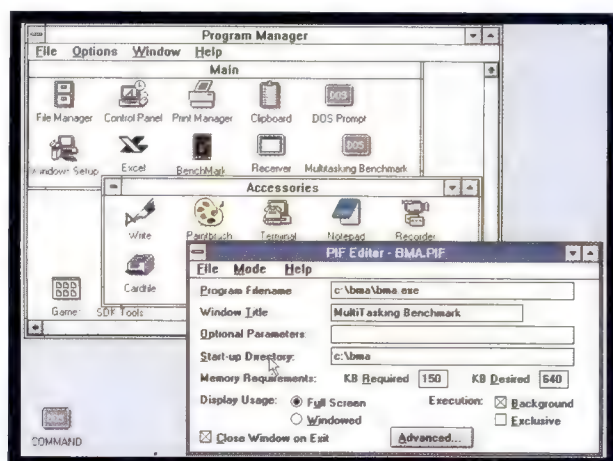 Program Manager
File Options Window Help
Main
File Manager Control Panel Print Manager Clipboard DOS Prompt
Windows Setup Excel BenchMark Receiver Multitasking Benchmark
Accessories
Write Paintbrush Terminal Notepad Recorder
Cardfile
Games SDF Tools
PIF Editor - BMA.PIF
File Mode Help
Program Filename c:\bma\bma.exe
Window Title MultiTasking Benchmark
Optional Parameters
Start-up Directory: c:\bma
Memory Requirements: KB Required 150 KB Desired 640
Display Usage: Full Screen Execution: Background
Windowed Exclusive
Close Window on Exit Advanced...
DOS
COMMAND